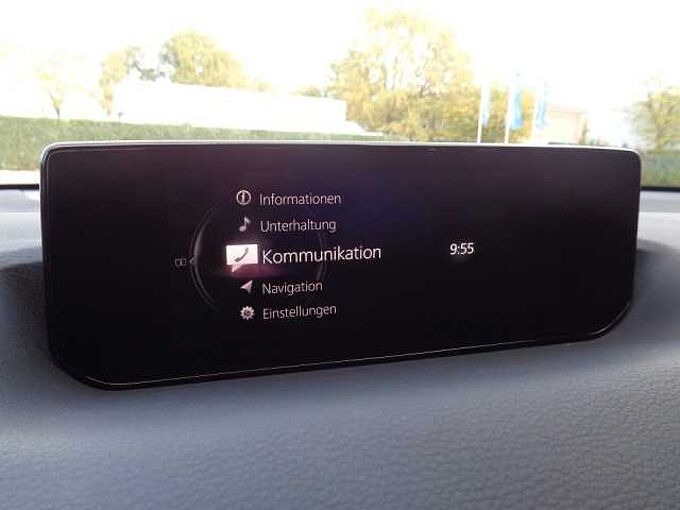 Informationen
Unterhaltung
Kommunikation
9:55
Navigation
Einstellungen